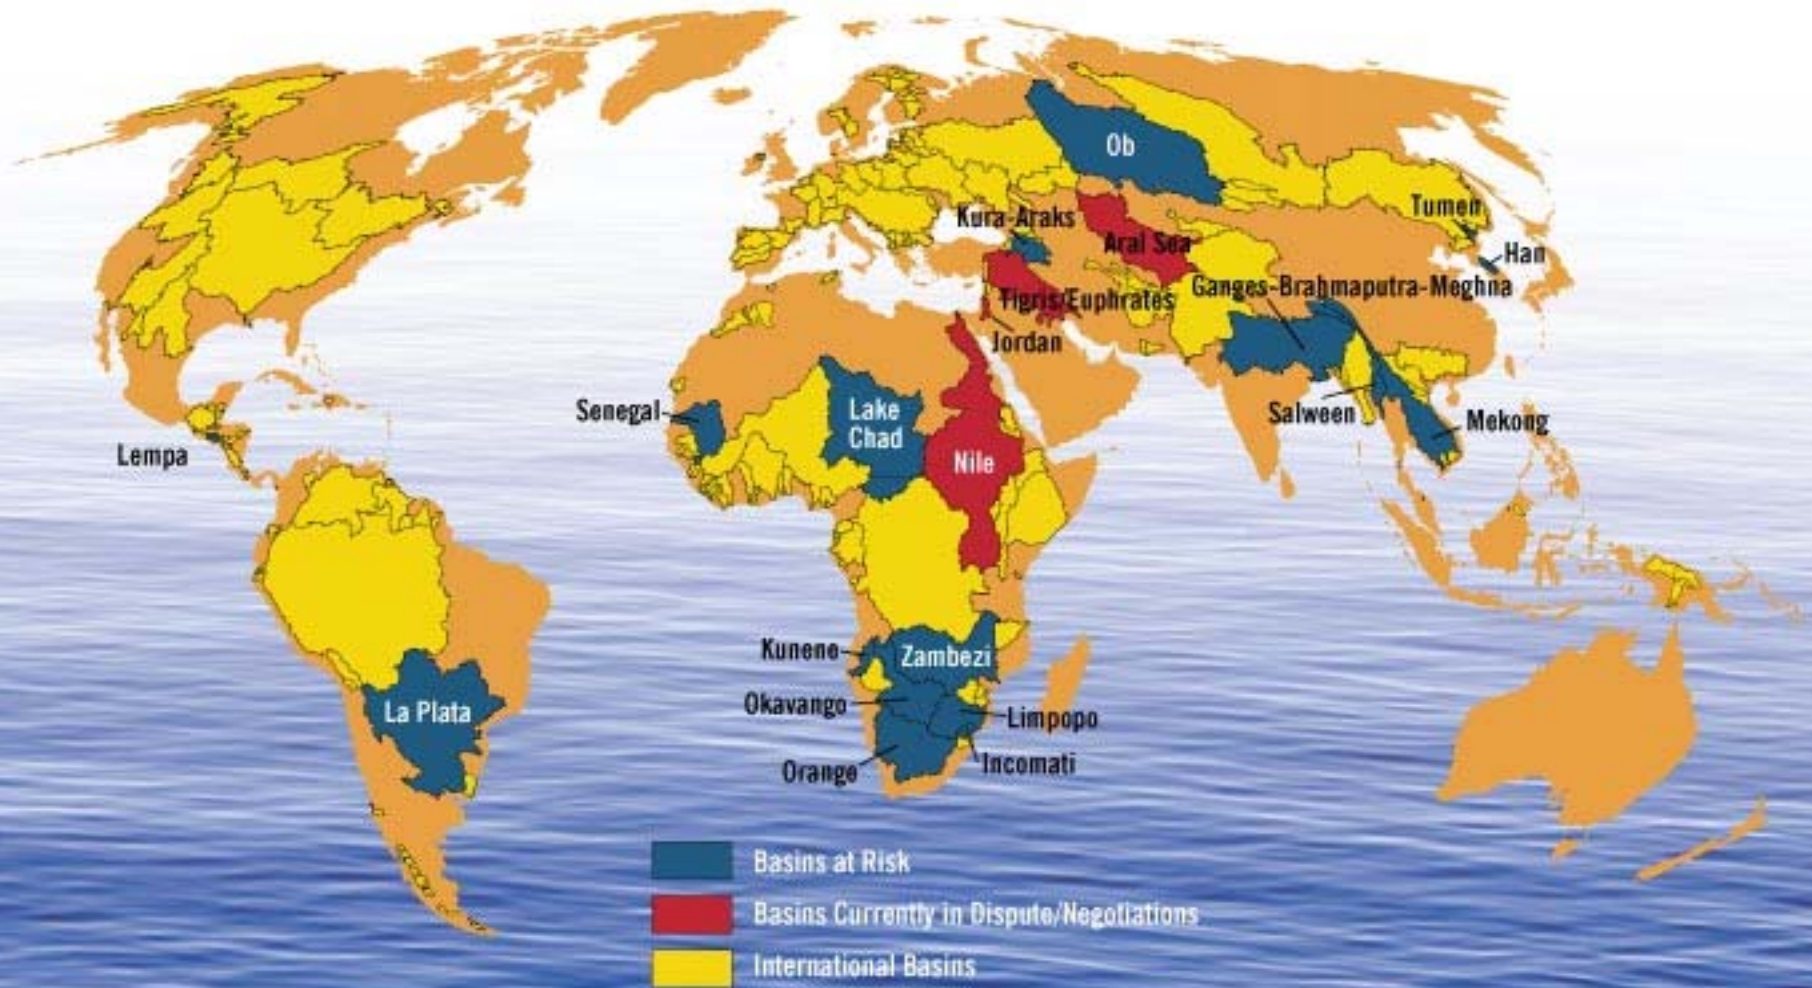 Ob
Tumen
Kura-Araks
Aral Sea
Han
Ganges-Brahmaputra-Meghna
Tigris/Euphrates
Jordan
Senegal
Lake
Chad
Salween
Mekong
Lempa
Nile
Kunene
Zambezi
Okavango
La Plata
Limpopo
Orange
Incomati
Basins at Risk
Basins Currently in Dispute/Negotiations
International Basins